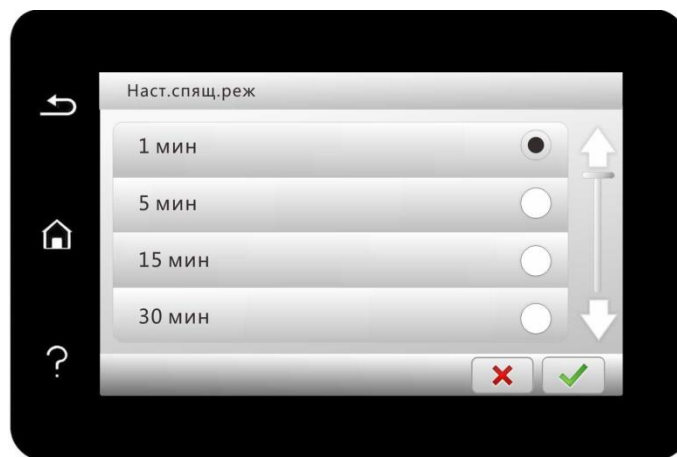 Наст.спящ.реж
1 мин
5 мин
15 мин
30 мин
?